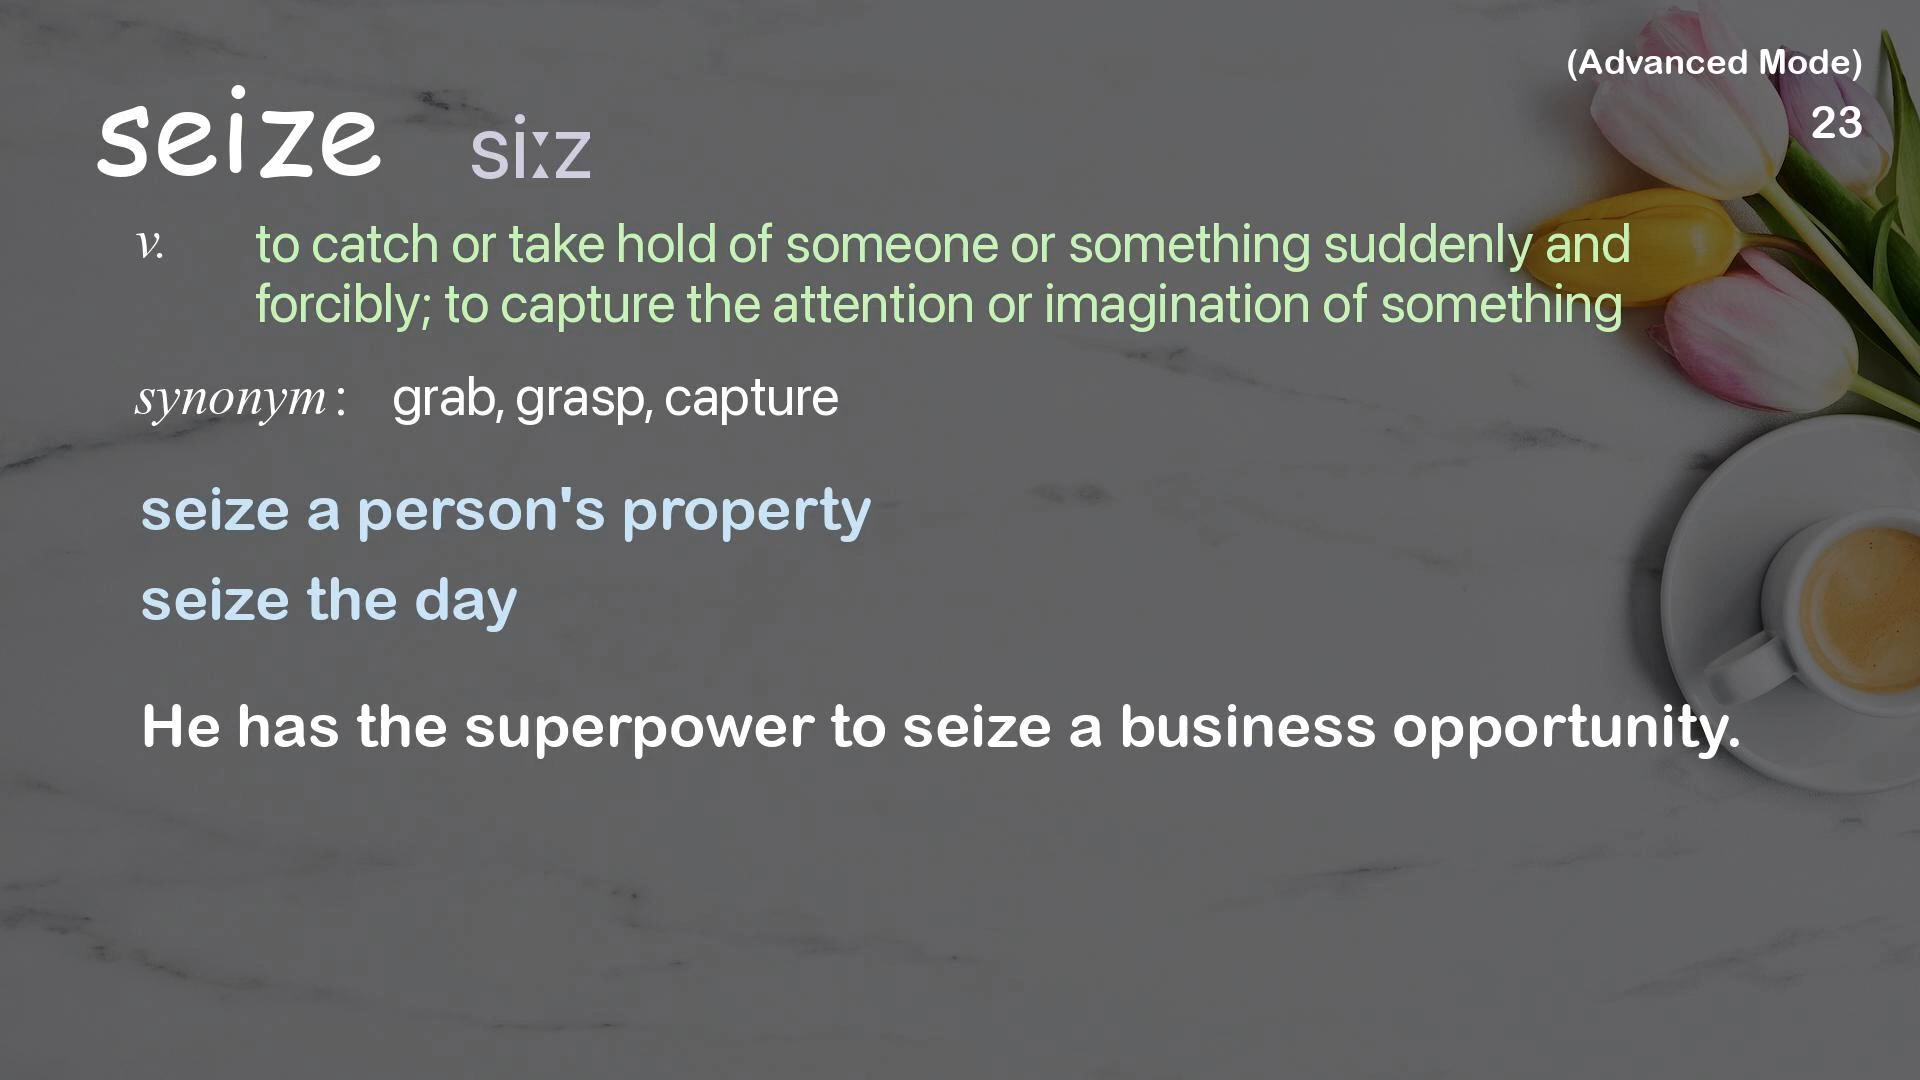 (Advanced Mode)
23
seize siːz
v. to catch or take hold of someone or something suddenly and
forcibly; to capture the attention or imagination of something
synonym : grab, grasp, capture
seize a person's property
seize the day
He has the superpower to seize a business opportunity.